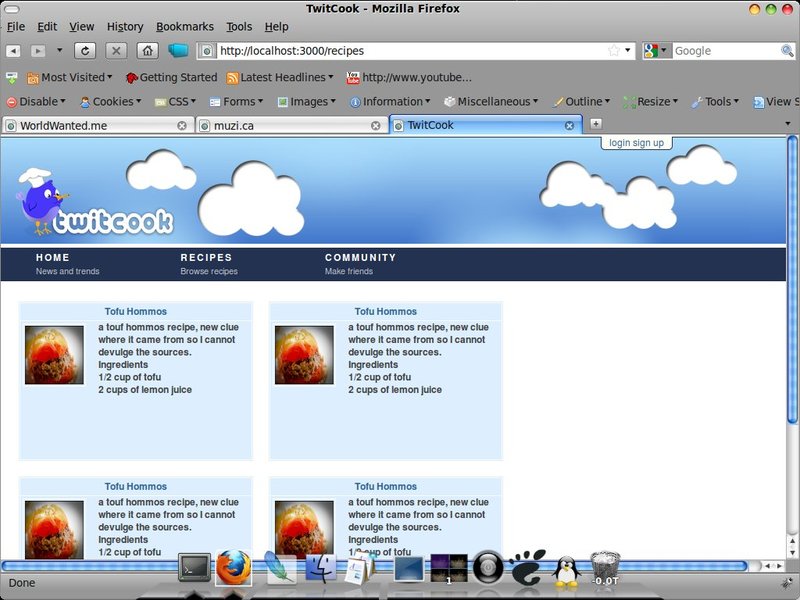 TwitCook - Mozilla Firefox
File Edit View History Bookmarks Tools Help
http://localhost:3000/recipes
Google
Most Visited Getting Started Latest Headlines http://www.youtube...
Disable Cookies CSS Forms Images Information Miscellaneous Outline Resize Tools View S
WorldWanted.me muzi.ca TwitCook
login sign up
twitcook
HOME RECIPES COMMUNITY
News and trends Browse recipes Make friends
Tofu Hommos
a touf hommos recipe, new clue
where it came from so I cannot
devulge the sources.
Ingredients
1/2 cup of tofu
2 cups of lemon juice
Tofu Hommos
a touf hommos recipe, new clue
where it came from so I cannot
devulge the sources.
Ingredients
1/2 cup of tofu
2 cups of lemon juice
Tofu Hommos
a touf hommos recipe, new clue
where it came from so I cannot
devulge the sources.
Ingredients
1/2 cup of tofu
Tofu Hommos
a touf hommos recipe, new clue
where it came from so I cannot
devulge the sources.
Ingredients
1/2 cup of tofu
1
-0.0T
Done